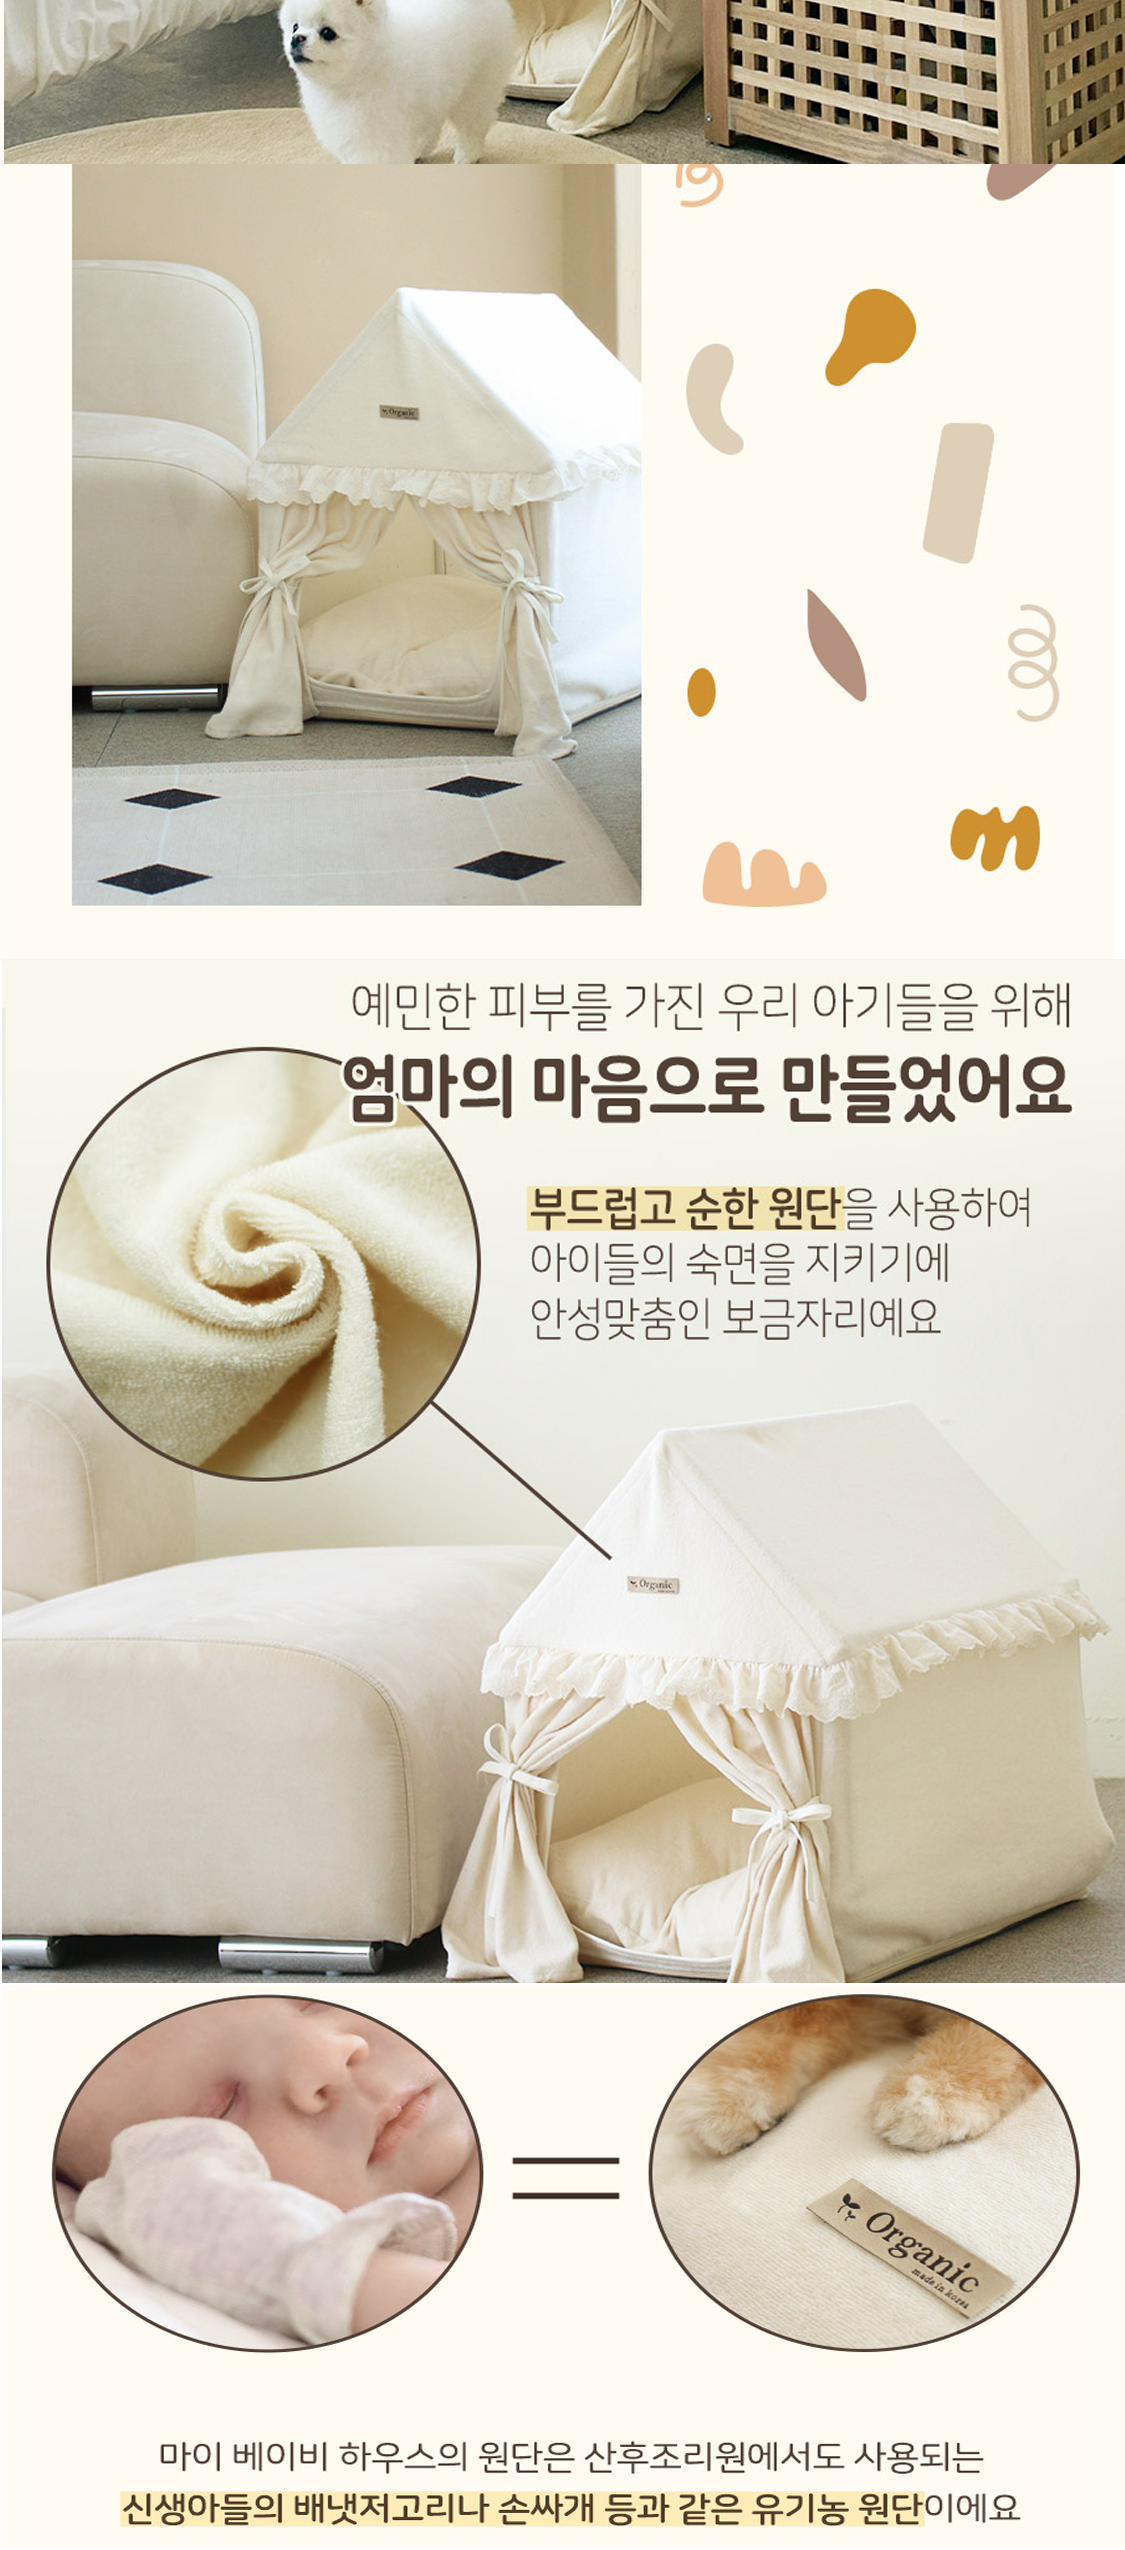 Organic
예민한 피부를 가진 우리 아기들을 위해
엄마의 마음으로 만들었어요
부드럽고 순한 원단을 사용하여
아이들의 숙면을 지키기에
안성맞춤인 보금자리예요
Organic
Organic
made in korea
마이 베이비 하우스의 원단은 산후조리원에서도 사용되는
신생아들의 배냇저고리나 손싸개 등과 같은 유기농 원단이에요